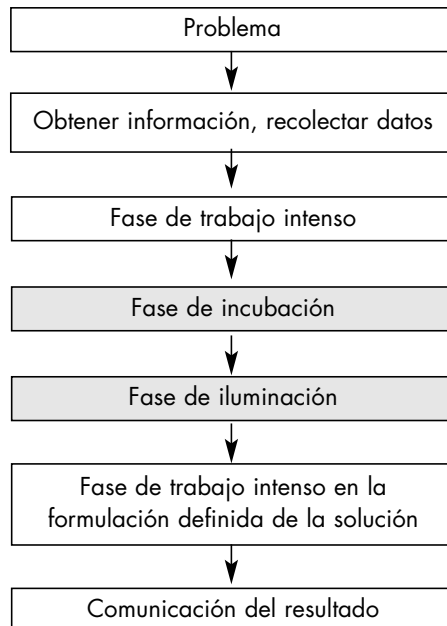 Problema
Obtener información, recolectar datos
Fase de trabajo intenso
Fase de incubación
Fase de iluminación
Fase de trabajo intenso en la
formulación definida de la solución
Comunicación del resultado